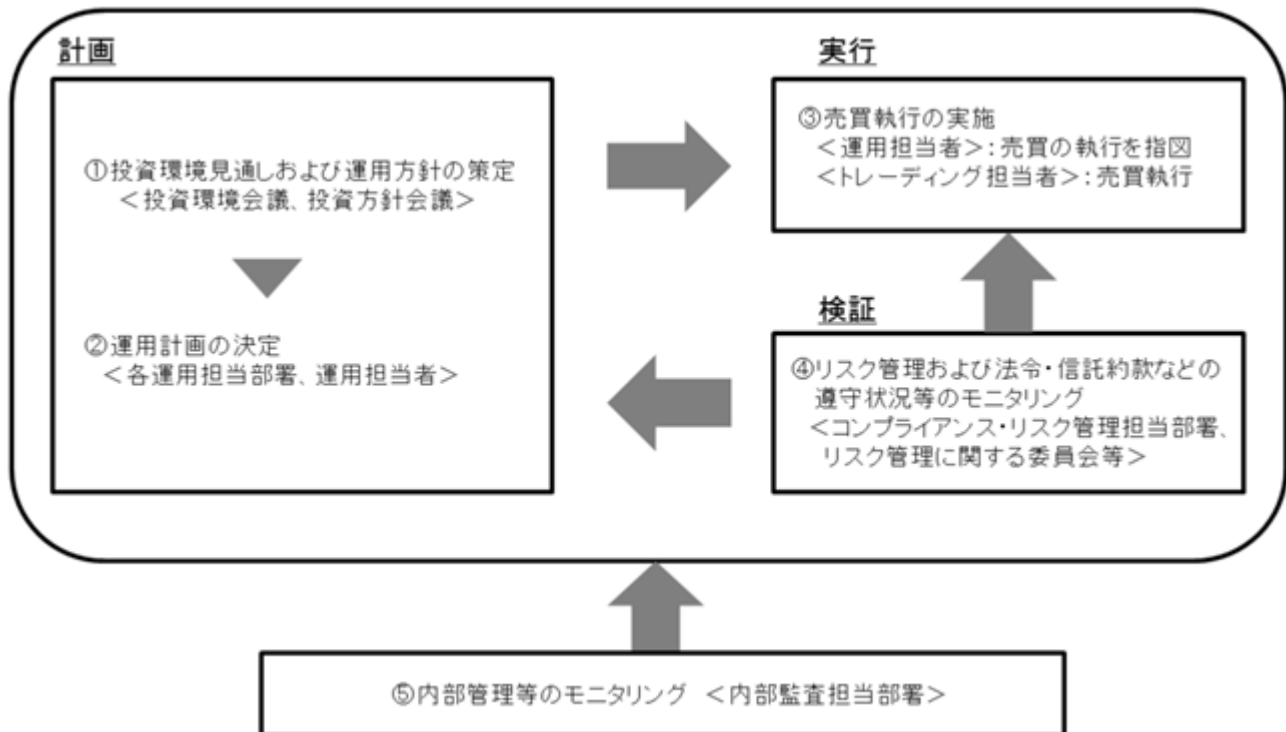 計画
①投資環境見通しおよび運用方針の策定
＜投資環境会議、投資方針会議＞
②運用計画の決定
＜各運用担当部署、運用担当者＞
実行
③売買執行の実施
＜運用担当者＞：売買の執行を指図
＜トレーディング担当者＞：売買執行
検証
④リスク管理および法令・信託約款などの
遵守状況等のモニタリング
＜コンプライアンス・リスク管理担当部署、
リスク管理に関する委員会等＞
⑤内部管理等のモニタリング　＜内部監査担当部署＞